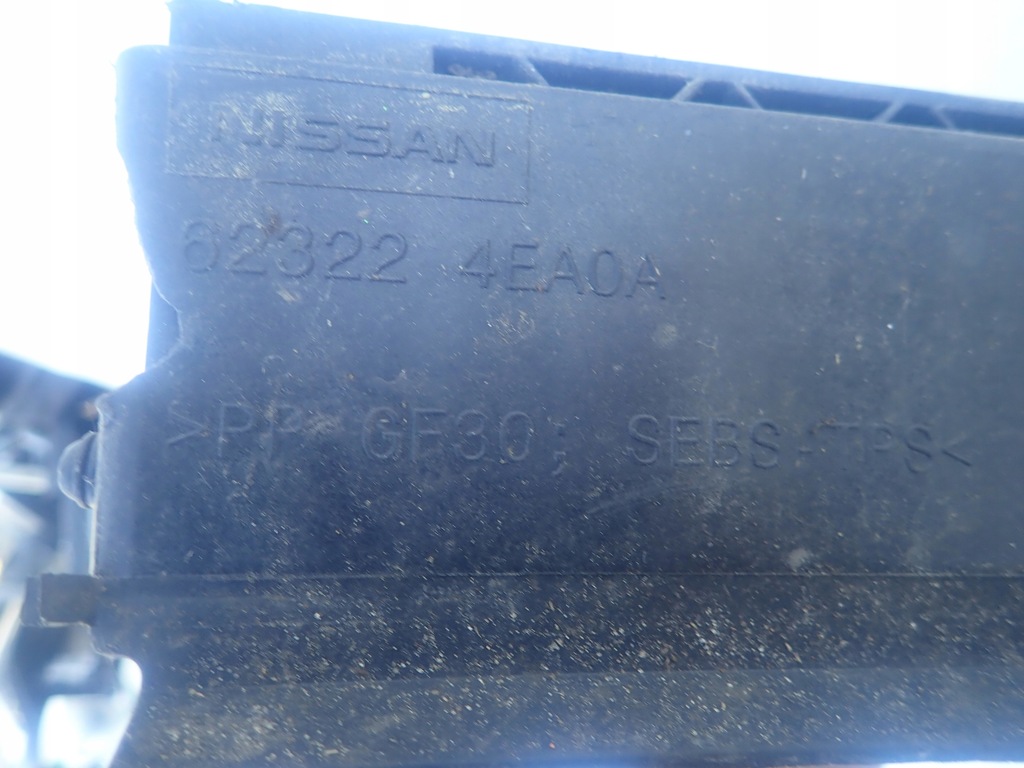 NISSAN
62322 4EA0A
>PP GF30; SEBS-TPS<